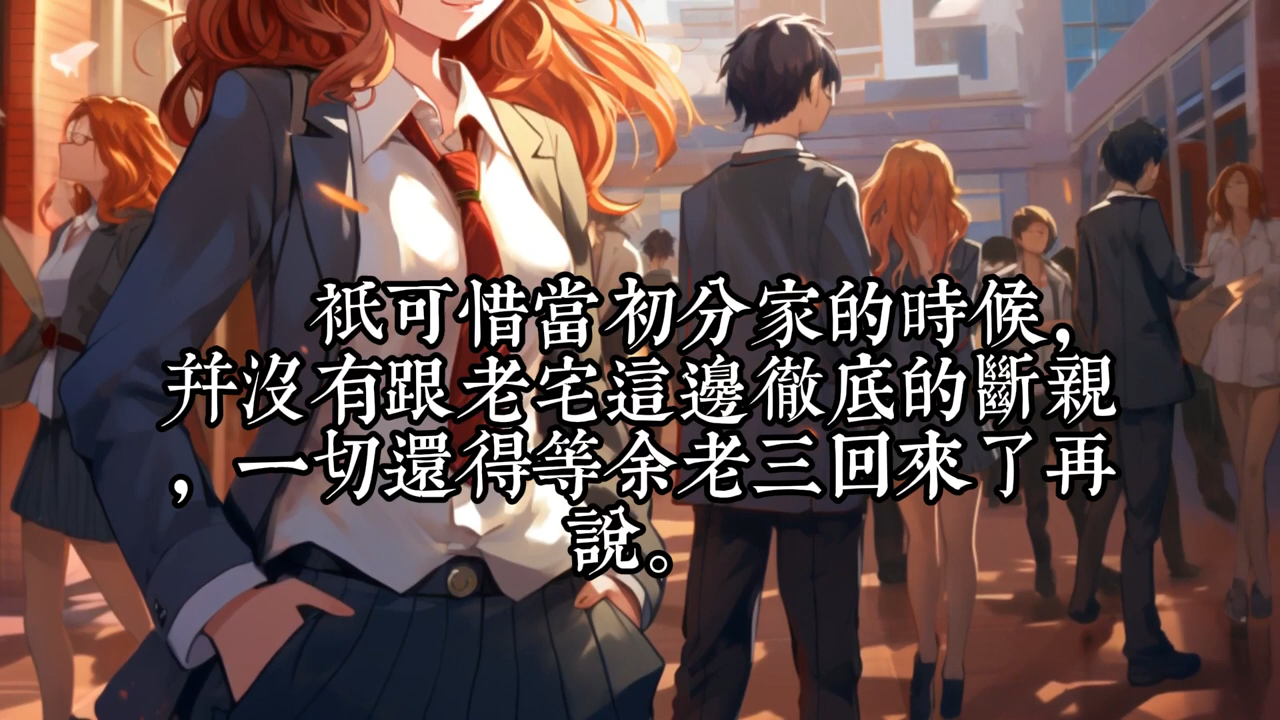 祇可惜當初分家的時候，
幷沒有跟老宅這邊徹底的斷親
，一切還得等余老三回來了再
說。